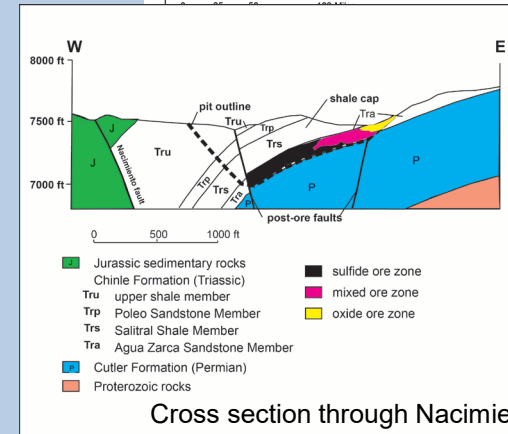 W
E
8000 ft
7500 ft
7000 ft
pit outline
shale cap
Tru
Trp
Tra
J
J
Nacimiento fault
Tru
Trs
Trp
Trs
Tra
P
P
P
post-ore faults
0 500 1000 ft
J Jurassic sedimentary rocks
Chinle Formation (Triassic)
Tru upper shale member
Trp Poleo Sandstone Member
Trs Salitral Shale Member
Tra Agua Zarca Sandstone Member
P Cutler Formation (Permian)
Proterozoic rocks
sulfide ore zone
mixed ore zone
oxide ore zone
Cross section through Nacimie